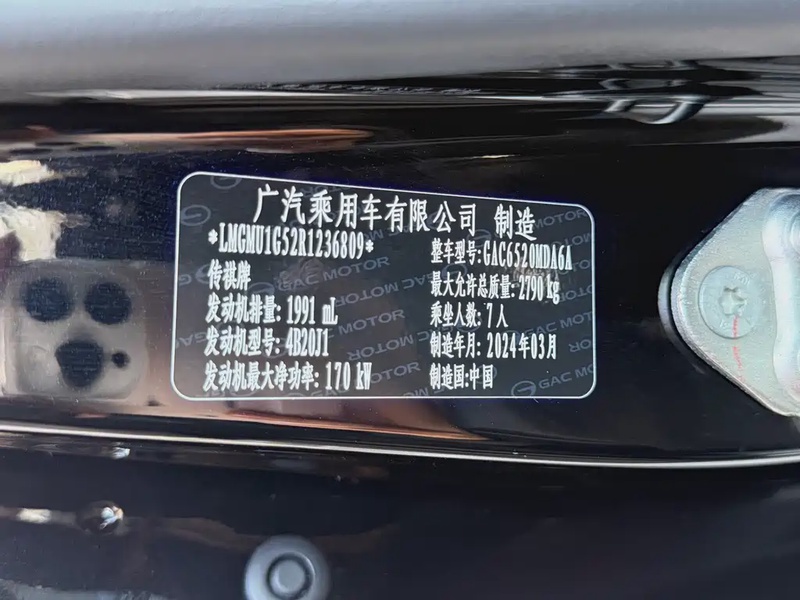 广汽乘用车有限公司 制造
*LMGMU1G52R1236809*
整车型号: GAC6520MDA6A
传祺牌
最大允许总质量: 2790 kg
发动机排量: 1991 mL
乘坐人数: 7 人
发动机型号: 4B20J1
制造年月: 2024年03月
发动机最大净功率: 170 kW
制造国:中国
GAC MOTOR